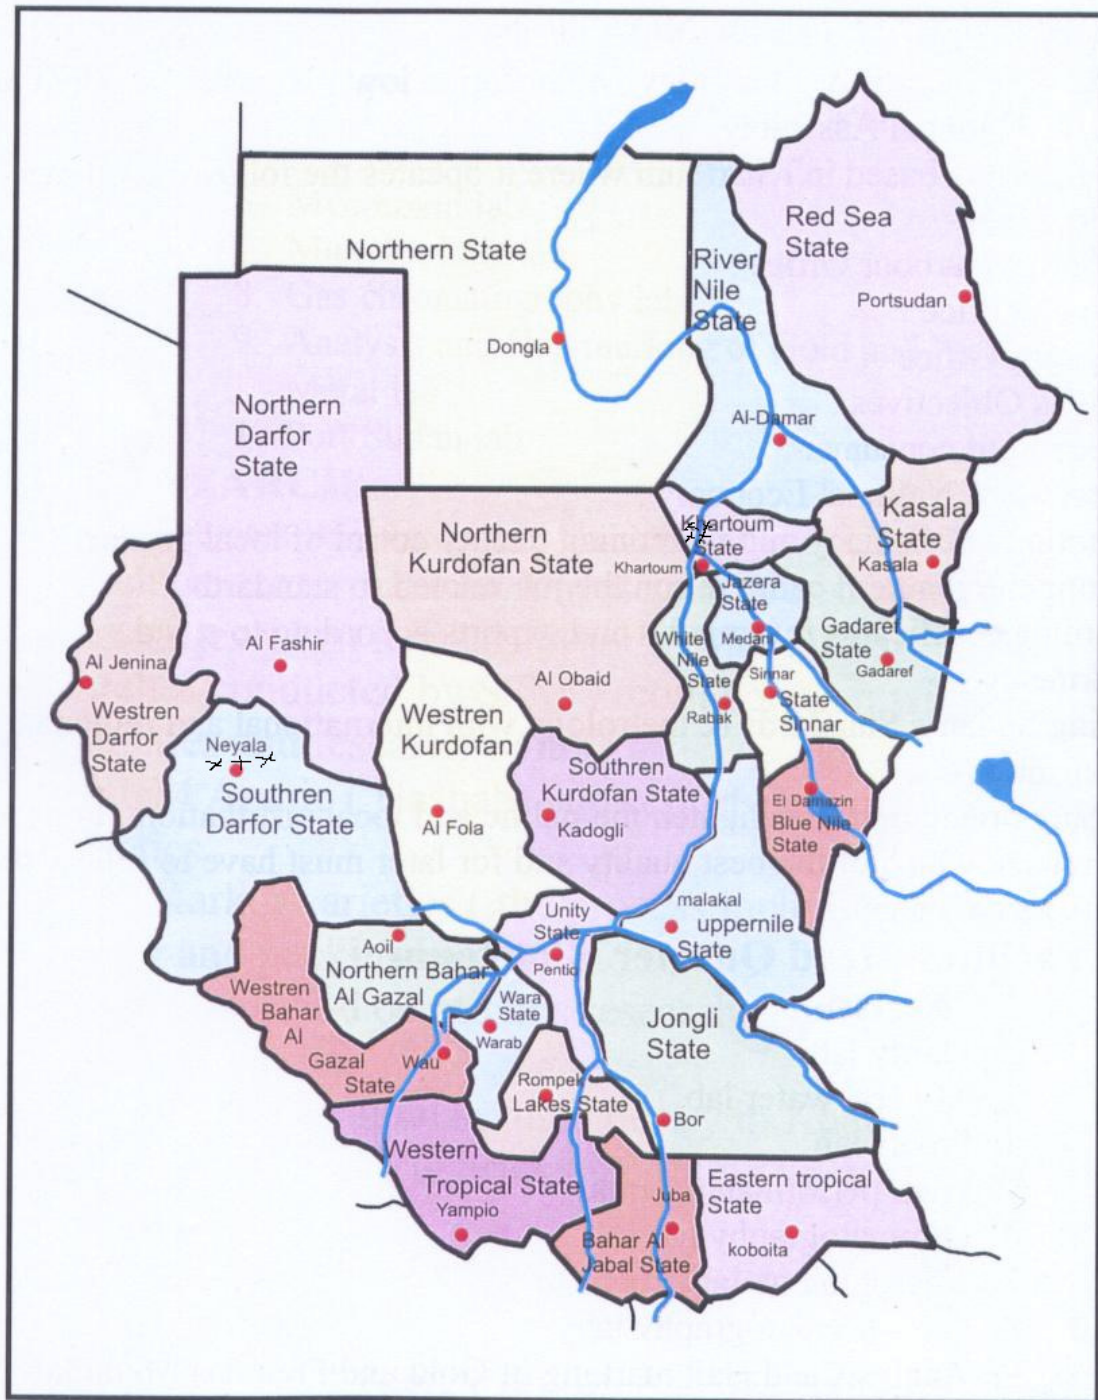 Northern State
Red Sea
State
River
Nile
State
Portsudan
Dongla
Northern
Darfor
State
Al-Damar
Kasala
State
Kasala
Khartoum
State
Khartoum
Northern
Kurdofan State
Jazera
State
Medani
White
Nile
State
Rabak
Gadaref
State
Gadaref
Sinnar
State
Sinnar
Al Fashir
Al Jenina
Westren
Darfor
State
Al Obaid
Westren
Kurdofan
Neyala
Southren
Darfor State
Southren
Kurdofan State
Kadogli
Al Fola
El Damazin
Blue Nile
State
malakal
uppernile
State
Unity
State
Pentio
Aoil
Northern Bahar
Al Gazal
Westren
Bahar
Al
Gazal
State
Wau
Wara
State
Warab
Jongli
State
Rompek
Lakes State
Bor
Western
Tropical State
Yampio
Juba
Bahar Al
Jabal State
Eastern tropical
State
koboita